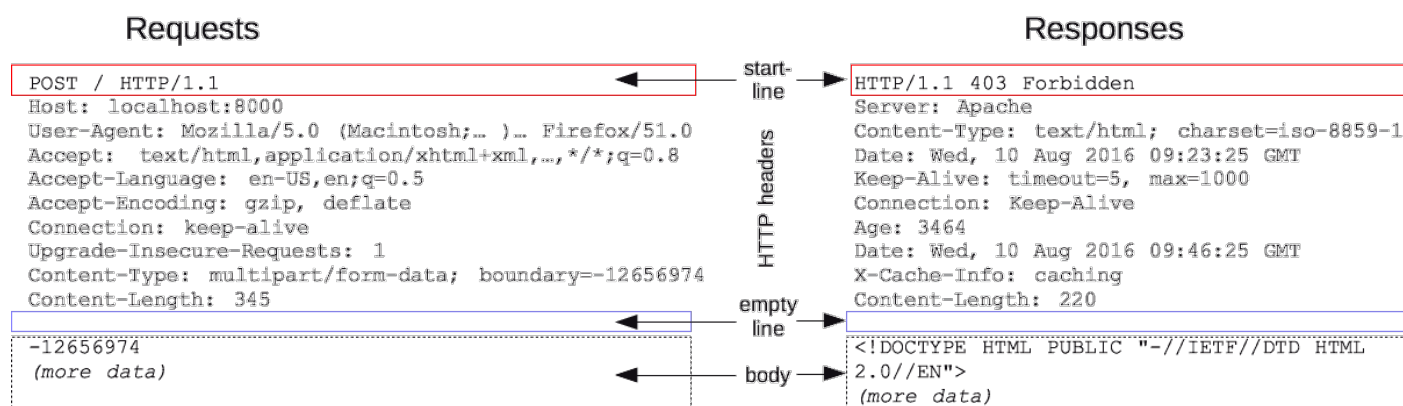 Requests
POST / HTTP/1.1
Host: localhost:8000
User-Agent: Mozilla/5.0 (Macintosh;… )… Firefox/51.0
Accept: text/html,application/xhtml+xml,…,*/*;q=0.8
Accept-Language: en-US,en;q=0.5
Accept-Encoding: gzip, deflate
Connection: keep-alive
Upgrade-Insecure-Requests: 1
Content-Type: multipart/form-data; boundary=-12656974
Content-Length: 345
-12656974
(more data)
start-
line
HTTP headers
empty
line
body
Responses
HTTP/1.1 403 Forbidden
Server: Apache
Content-Type: text/html; charset=iso-8859-1
Date: Wed, 10 Aug 2016 09:23:25 GMT
Keep-Alive: timeout=5, max=1000
Connection: Keep-Alive
Age: 3464
Date: Wed, 10 Aug 2016 09:46:25 GMT
X-Cache-Info: caching
Content-Length: 220
<!DOCTYPE HTML PUBLIC "-//IETF//DTD HTML
2.0//EN">
(more data)